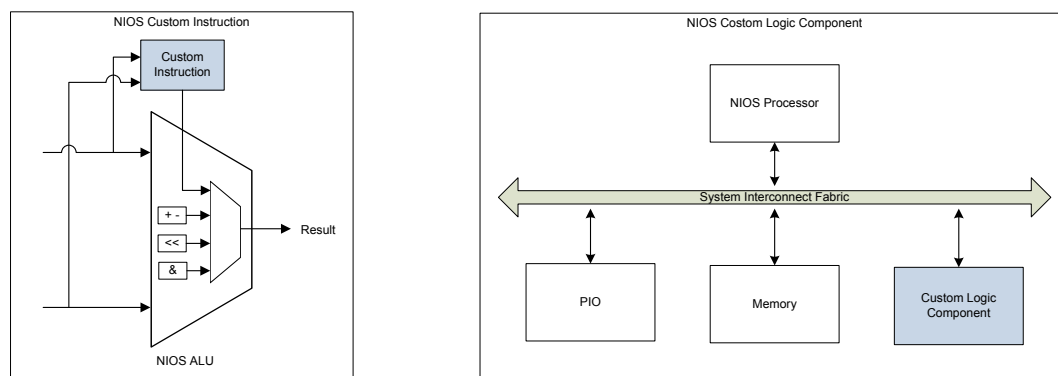 NIOS Custom Instruction
Custom
Instruction
+ -
<<
&
Result
NIOS ALU
NIOS Costom Logic Component
NIOS Processor
System Interconnect Fabric
PIO
Memory
Custom Logic
Component